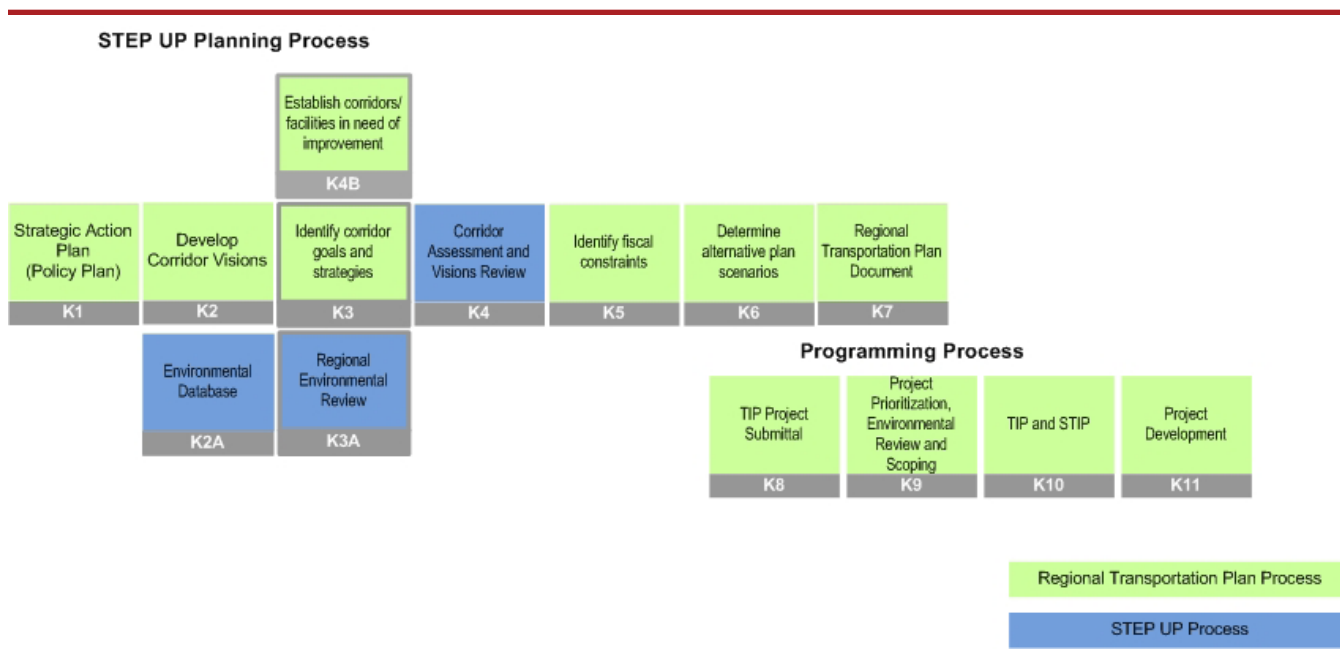 STEP UP Planning Process
Establish corridors/
facilities in need of
improvement
K4B
Strategic Action
Plan
(Policy Plan)
K1
Develop
Corridor Visions
K2
Identify corridor
goals and
strategies
K3
Corridor
Assessment and
Visions Review
K4
Identify fiscal
constraints
K5
Determine
alternative plan
scenarios
K6
Regional
Transportation Plan
Document
K7
Environmental
Database
K2A
Regional
Environmental
Review
K3A
Programming Process
TIP Project
Submittal
K8
Project
Prioritization,
Environmental
Review and
Scoping
K9
TIP and STIP
K10
Project
Development
K11
Regional Transportation Plan Process
STEP UP Process